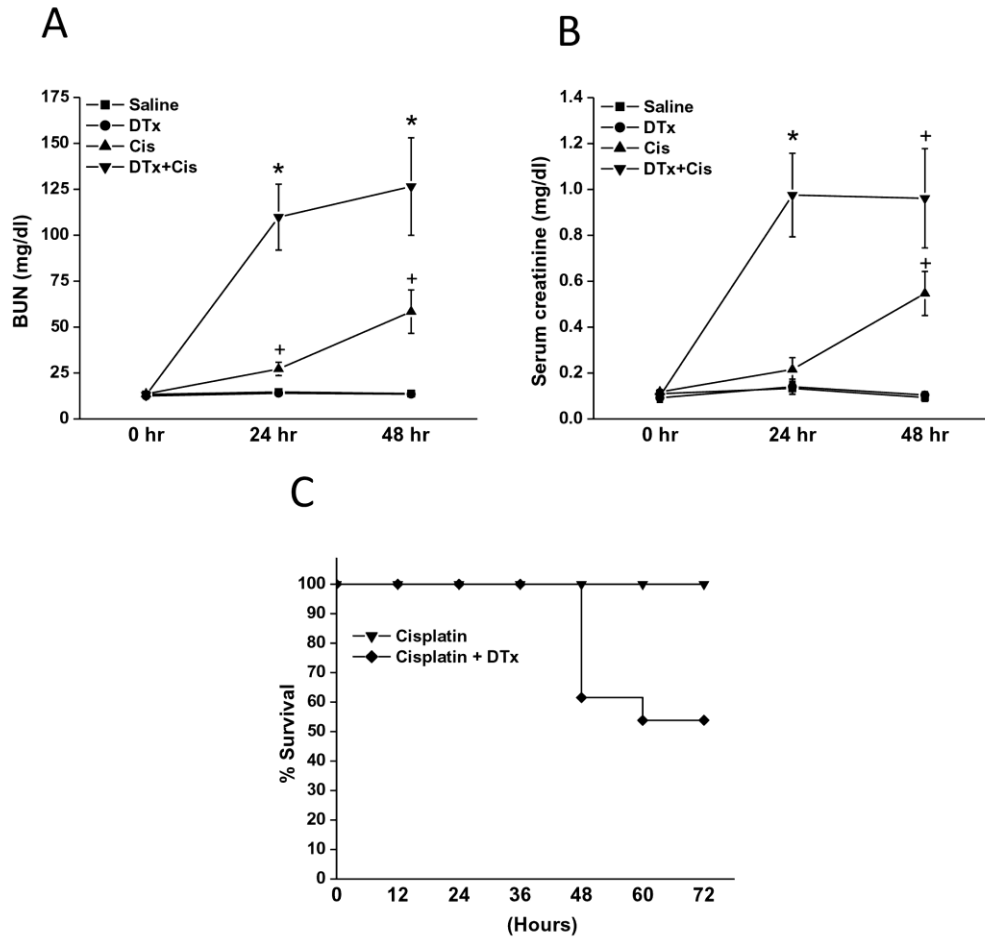 A
175
150
125
100
75
50
25
0
BUN (mg/dl)
Saline
DTx
Cis
DTx+Cis
*
*
+
+
0 hr
24 hr
48 hr
B
1.4
1.2
1.0
0.8
0.6
0.4
0.2
0.0
Serum creatinine (mg/dl)
Saline
DTx
Cis
DTx+Cis
*
+
+
0 hr
24 hr
48 hr
C
100
90
80
70
60
50
40
30
20
10
0
% Survival
Cisplatin
Cisplatin + DTx
0
12
24
36
48
60
72
(Hours)